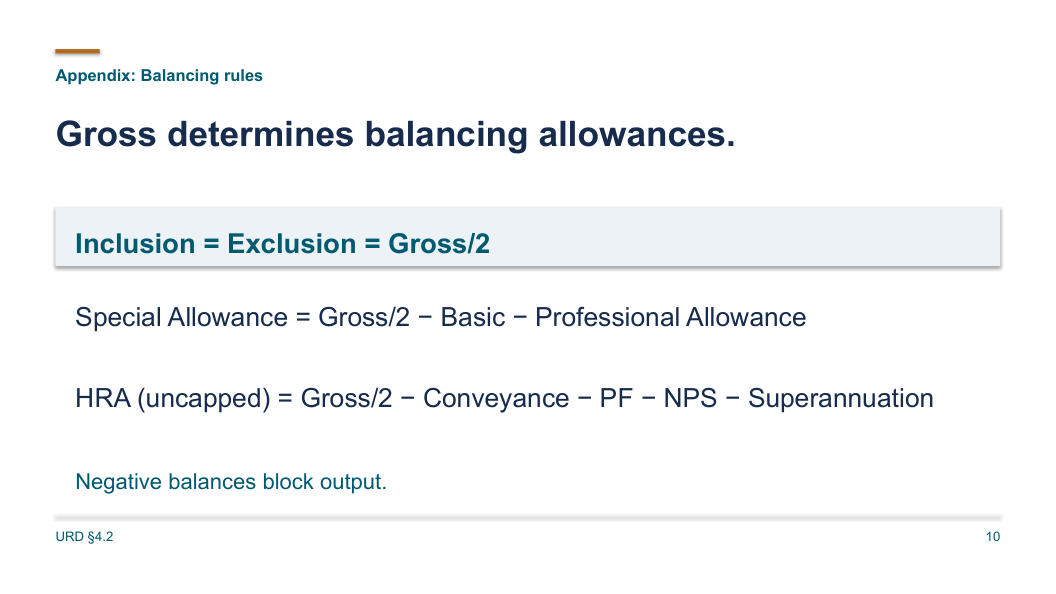 Appendix: Balancing rules
Gross determines balancing allowances.
Inclusion = Exclusion = Gross/2
Special Allowance = Gross/2 − Basic − Professional Allowance
HRA (uncapped) = Gross/2 − Conveyance − PF − NPS − Superannuation
Negative balances block output.
URD §4.2
10